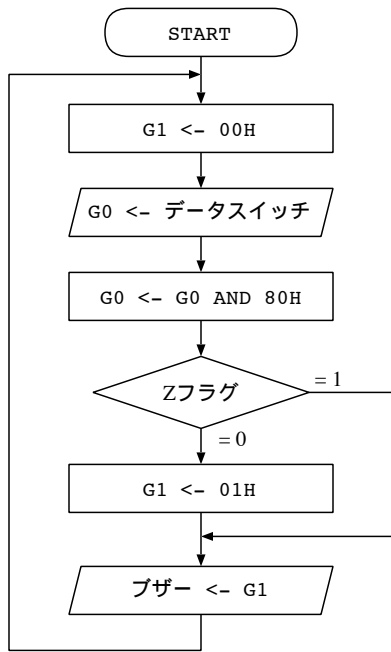 START
G1 <- 00H
G0 <- データスイッチ
G0 <- G0 AND 80H
Zフラグ
= 1
= 0
G1 <- 01H
ブザー <- G1